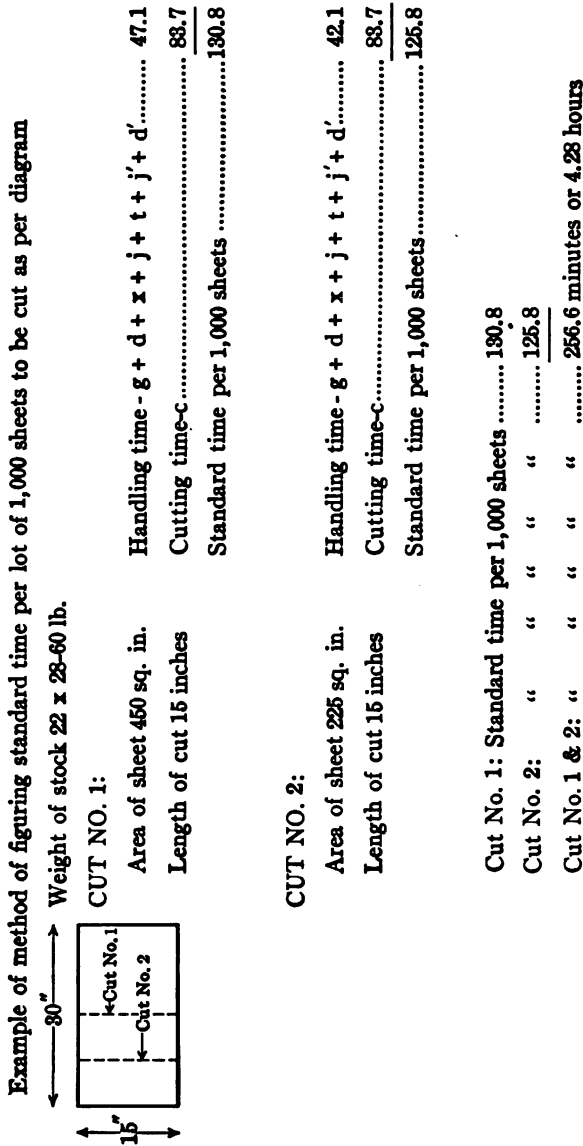 Example of method of figuring standard time per lot of 1,000 sheets to be cut as per diagram
30"
15"
Cut No. 1
Cut No. 2
Weight of stock 22 x 28-60 lb.
CUT NO. 1:
Area of sheet 450 sq. in.
Length of cut 15 inches
Handling time - g + d + x + j + t + j′ + d′.......... 47.1
Cutting time-c.......... 83.7
Standard time per 1,000 sheets ..........130.8
CUT NO. 2:
Area of sheet 225 sq. in.
Length of cut 15 inches
Handling time - g + d + x + j + t + j′ + d′.......... 42.1
Cutting time-c.......... 83.7
Standard time per 1,000 sheets..........125.8
Cut No. 1: Standard time per 1,000 sheets .......... 130.8
Cut No. 2: “ “ “ “ “ .......... 125.8
Cut No. 1 & 2: “ “ “ “ “ .......... 256.6 minutes or 4.28 hours